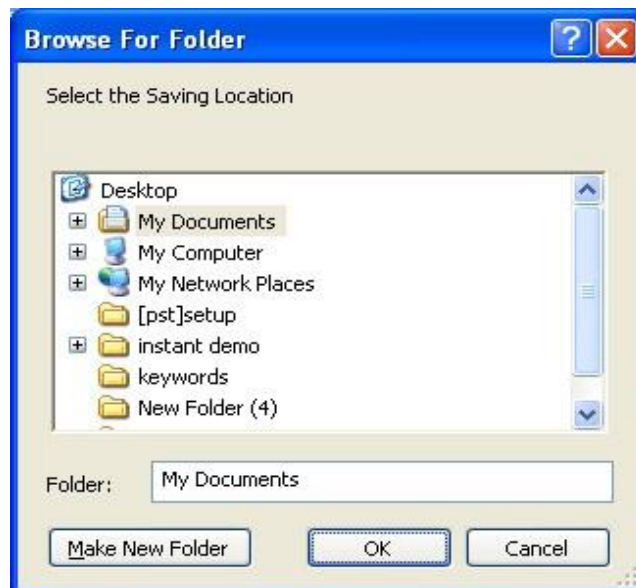 Browse For Folder
Select the Saving Location
Desktop
My Documents
My Computer
My Network Places
[pst]setup
instant demo
keywords
New Folder (4)
Folder: My Documents
Make New Folder OK Cancel